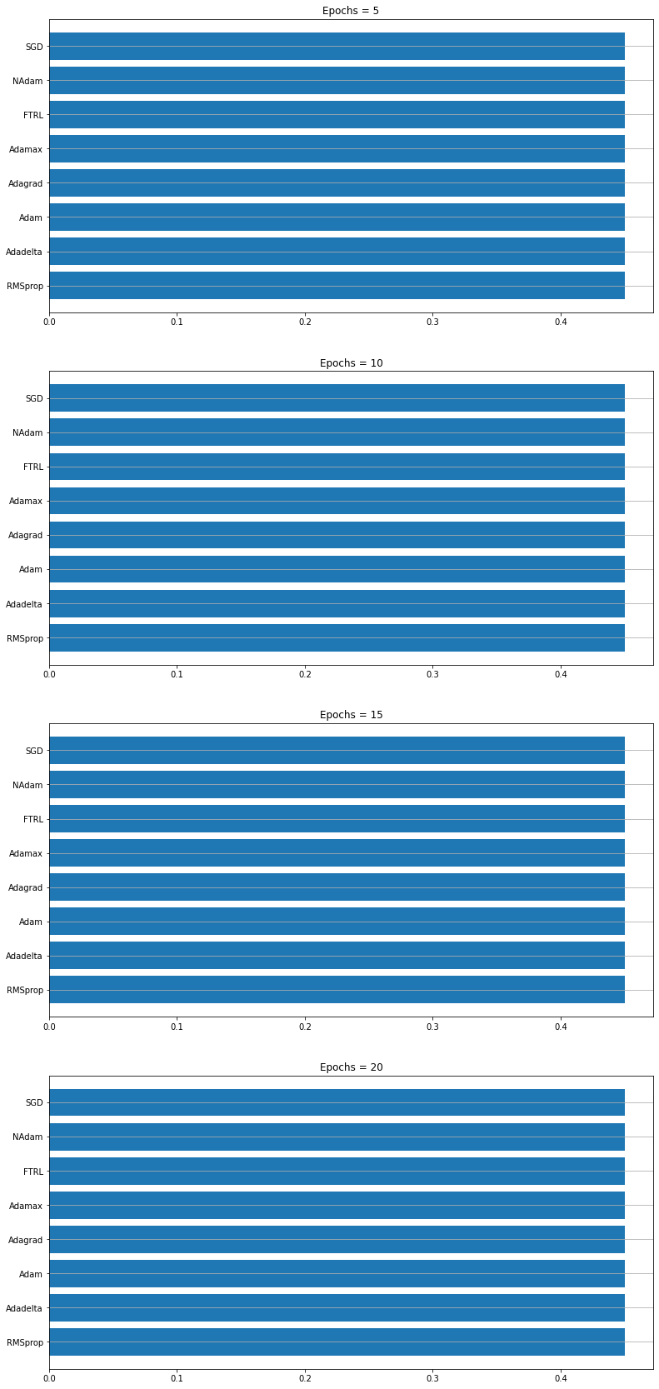 Epochs = 5
SGD
NAdam
FTRL
Adamax
Adagrad
Adam
Adadelta
RMSprop
0.0 0.1 0.2 0.3 0.4
Epochs = 10
SGD
NAdam
FTRL
Adamax
Adagrad
Adam
Adadelta
RMSprop
0.0 0.1 0.2 0.3 0.4
Epochs = 15
SGD
NAdam
FTRL
Adamax
Adagrad
Adam
Adadelta
RMSprop
0.0 0.1 0.2 0.3 0.4
Epochs = 20
SGD
NAdam
FTRL
Adamax
Adagrad
Adam
Adadelta
RMSprop
0.0 0.1 0.2 0.3 0.4